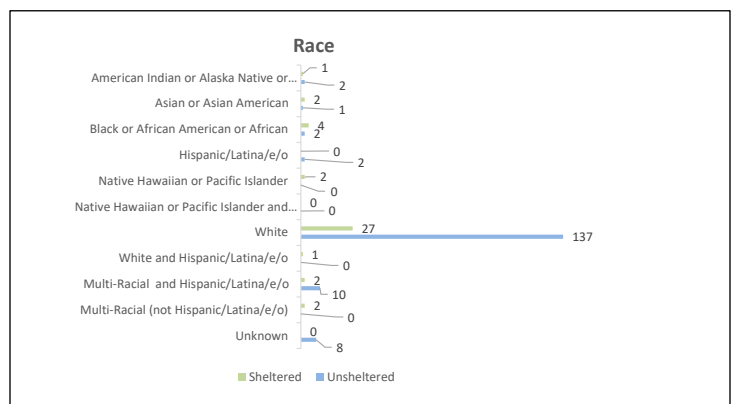 Race
American Indian or Alaska Native or...
1
2
Asian or Asian American
2
1
Black or African American or African
4
2
Hispanic/Latina/e/o
0
2
Native Hawaiian or Pacific Islander
2
0
Native Hawaiian or Pacific Islander and...
0
0
White
27
137
White and Hispanic/Latina/e/o
1
0
Multi-Racial and Hispanic/Latina/e/o
2
10
Multi-Racial (not Hispanic/Latina/e/o)
2
0
Unknown
0
8
Sheltered Unsheltered